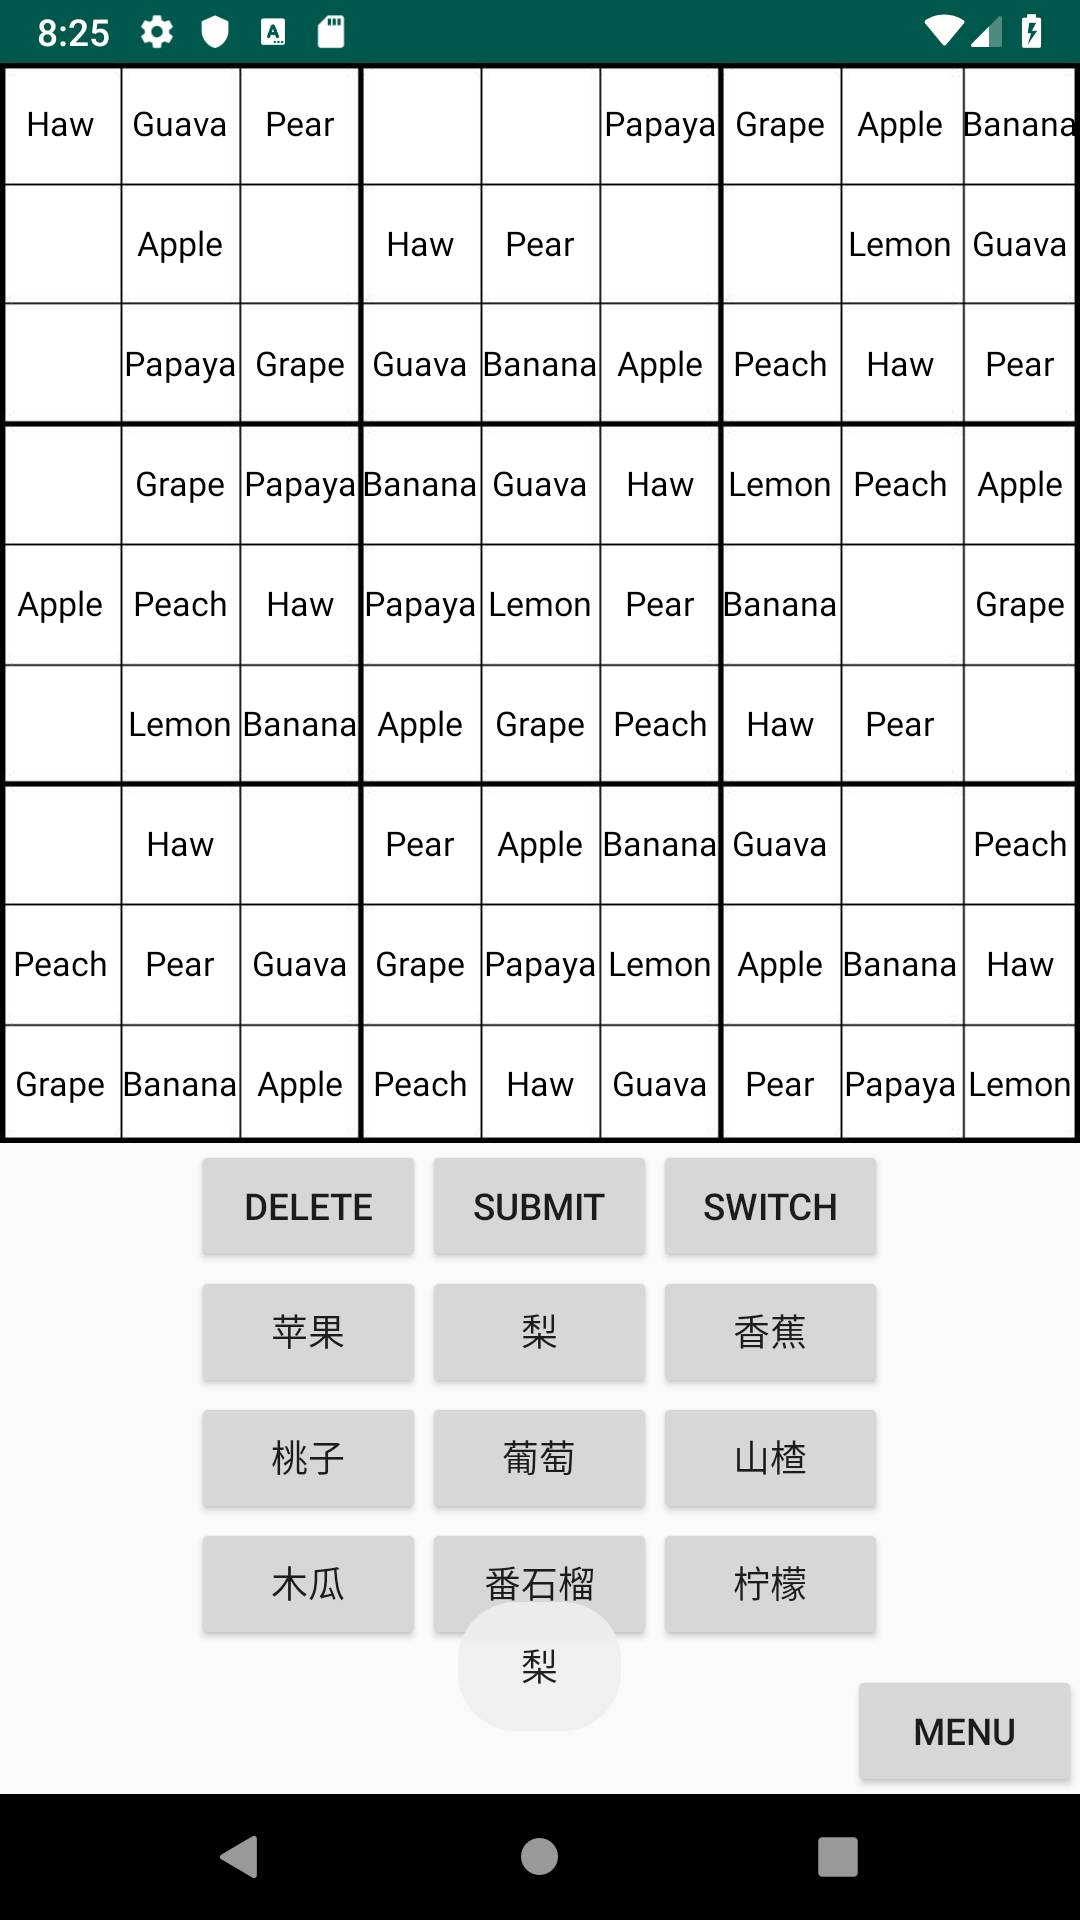 8:25
Haw Guava Pear Papaya Grape Apple Banana
Apple Haw Pear Lemon Guava
Papaya Grape Guava Banana Apple Peach Haw Pear
Grape Papaya Banana Guava Haw Lemon Peach Apple
Apple Peach Haw Papaya Lemon Pear Banana Grape
Lemon Banana Apple Grape Peach Haw Pear
Haw Pear Apple Banana Guava Peach
Peach Pear Guava Grape Papaya Lemon Apple Banana Haw
Grape Banana Apple Peach Haw Guava Pear Papaya Lemon
DELETE SUBMIT SWITCH
苹果 梨 香蕉
桃子 葡萄 山楂
木瓜 番石榴 柠檬
梨
MENU